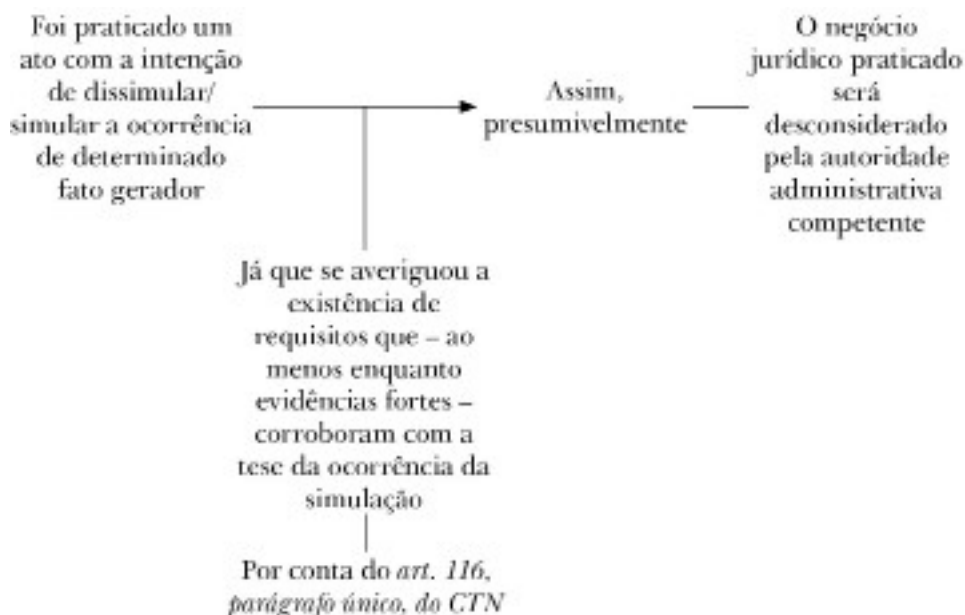 Foi praticado um
ato com a intenção
de dissimular/
simular a ocorrência
de determinado
fato gerador
Assim,
presumivelmente
O negócio
jurídico praticado
será
desconsiderado
pela autoridade
administrativa
competente
Já que se averiguou a
existência de
requisitos que – ao
menos enquanto
evidências fortes –
corroboram com a
tese da ocorrência da
simulação
Por conta do art. 116,
parágrafo único, do CTN